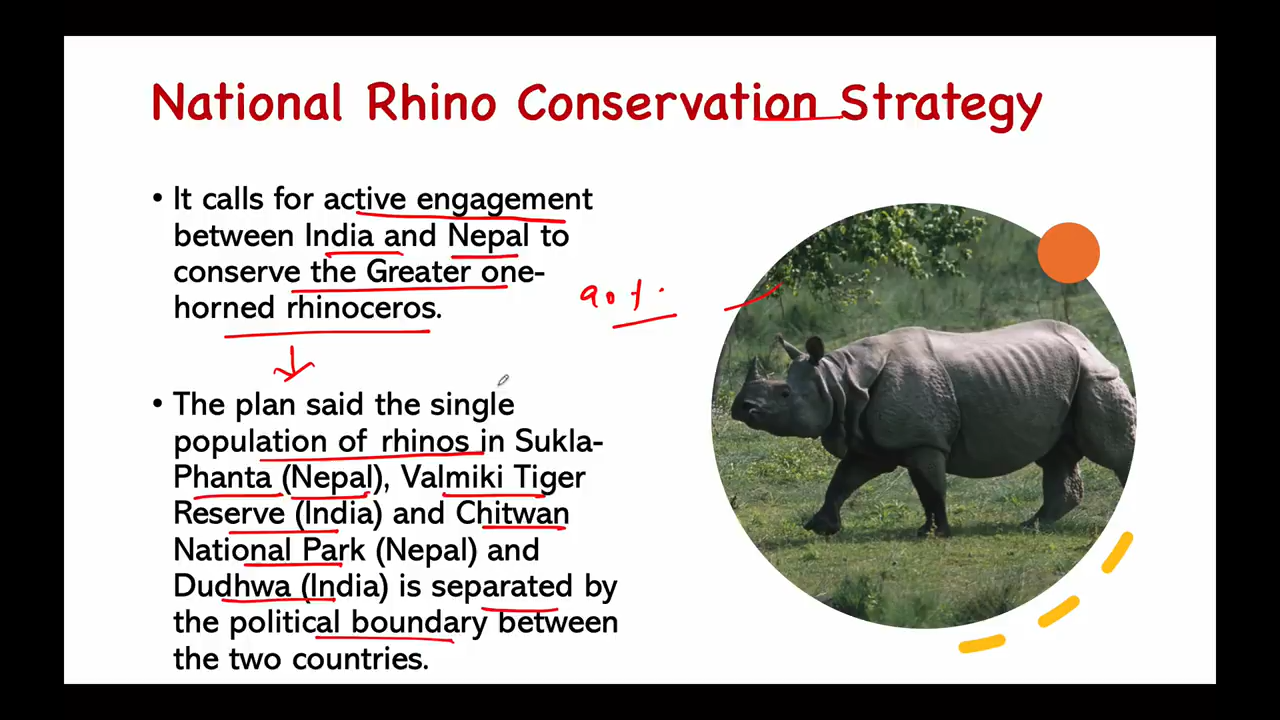 National Rhino Conservation Strategy
• It calls for active engagement
between India and Nepal to
conserve the Greater one-
horned rhinoceros.
90%.
• The plan said the single
population of rhinos in Sukla-
Phanta (Nepal), Valmiki Tiger
Reserve (India) and Chitwan
National Park (Nepal) and
Dudhwa (India) is separated by
the political boundary between
the two countries.